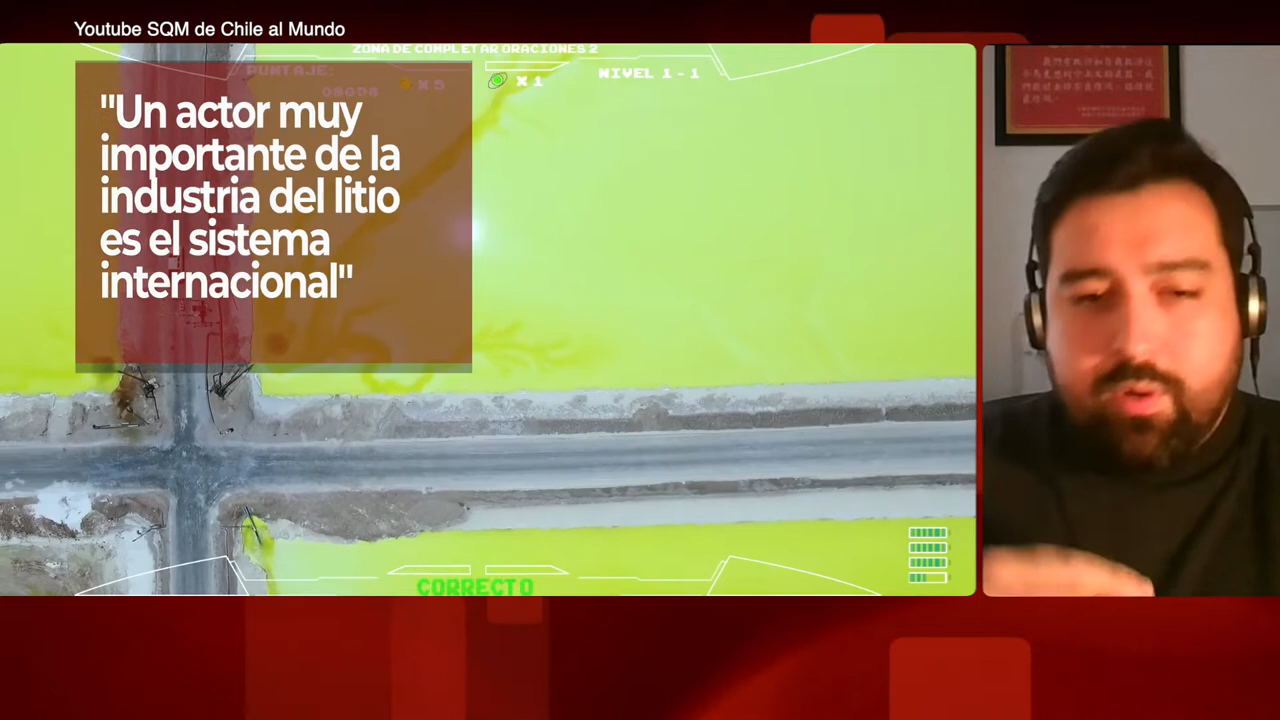 Youtube SQM de Chile al Mundo
ZONA DE COMPLETAR ORACIONES 2
PUNTAJE:
X 5
X 1
NIVEL 1 - 1
"Un actor muy
importante de la
industria del litio
es el sistema
internacional"
CORRECTO